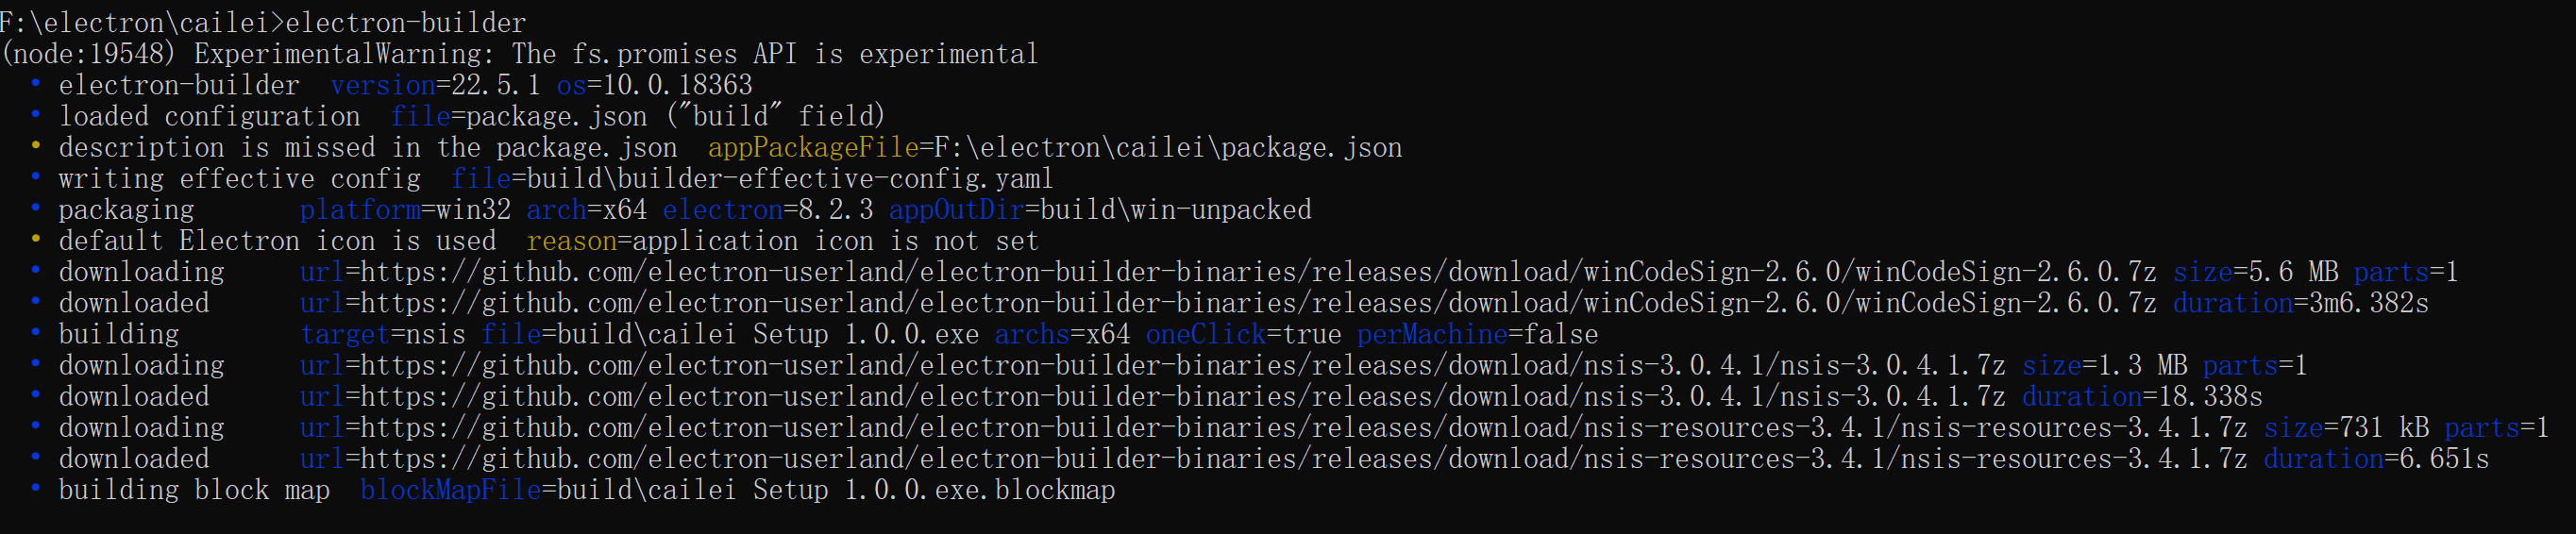 F:\electron\cailei>electron-builder
(node:19548) ExperimentalWarning: The fs.promises API is experimental
• electron-builder  version=22.5.1 os=10.0.18363
• loaded configuration  file=package.json ("build" field)
• description is missed in the package.json  appPackageFile=F:\electron\cailei\package.json
• writing effective config  file=build\builder-effective-config.yaml
• packaging       platform=win32 arch=x64 electron=8.2.3 appOutDir=build\win-unpacked
• default Electron icon is used  reason=application icon is not set
• downloading     url=https://github.com/electron-userland/electron-builder-binaries/releases/download/winCodeSign-2.6.0/winCodeSign-2.6.0.7z size=5.6 MB parts=1
• downloaded      url=https://github.com/electron-userland/electron-builder-binaries/releases/download/winCodeSign-2.6.0/winCodeSign-2.6.0.7z duration=3m6.382s
• building        target=nsis file=build\cailei Setup 1.0.0.exe archs=x64 oneClick=true perMachine=false
• downloading     url=https://github.com/electron-userland/electron-builder-binaries/releases/download/nsis-3.0.4.1/nsis-3.0.4.1.7z size=1.3 MB parts=1
• downloaded      url=https://github.com/electron-userland/electron-builder-binaries/releases/download/nsis-3.0.4.1/nsis-3.0.4.1.7z duration=18.338s
• downloading     url=https://github.com/electron-userland/electron-builder-binaries/releases/download/nsis-resources-3.4.1/nsis-resources-3.4.1.7z size=731 kB parts=1
• downloaded      url=https://github.com/electron-userland/electron-builder-binaries/releases/download/nsis-resources-3.4.1/nsis-resources-3.4.1.7z duration=6.651s
• building block map  blockMapFile=build\cailei Setup 1.0.0.exe.blockmap